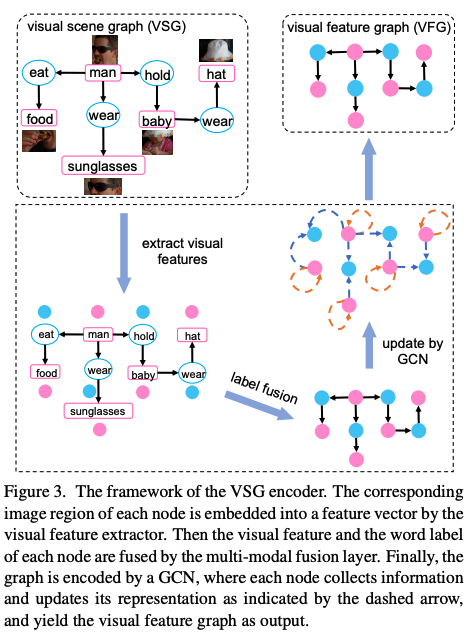 visual scene graph (VSG)
eat
man
hold
hat
food
wear
baby
wear
sunglasses
visual feature graph (VFG)
extract visual
features
eat
man
hold
hat
food
wear
baby
wear
sunglasses
label fusion
update by
GCN
Figure 3. The framework of the VSG encoder. The corresponding
image region of each node is embedded into a feature vector by the
visual feature extractor. Then the visual feature and the word label
of each node are fused by the multi-modal fusion layer. Finally, the
graph is encoded by a GCN, where each node collects information
and updates its representation as indicated by the dashed arrow,
and yield the visual feature graph as output.